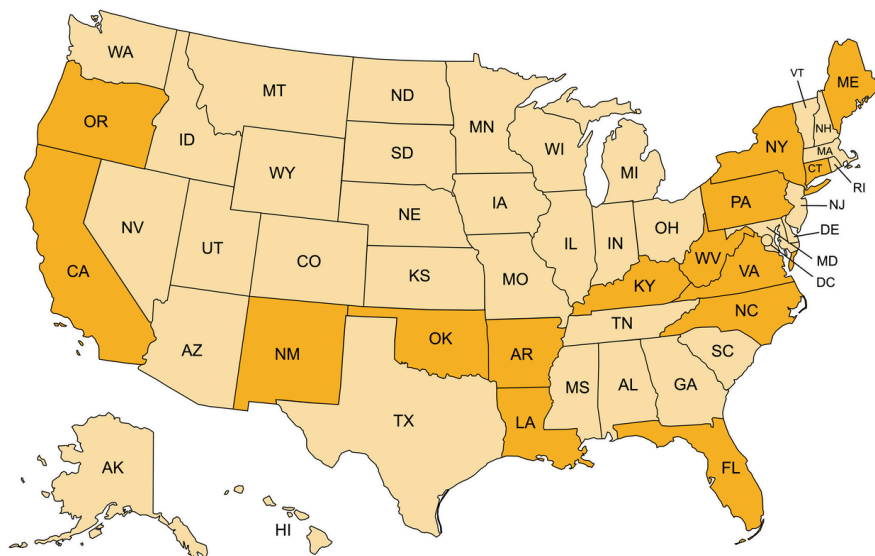 WA
VT
ME
MT
ND
OR
MN
NH
ID
WI
NY
MA
SD
MI
CT
WY
RI
PA
IA
NJ
NE
OH
NV
IL
IN
DE
UT
CO
WV
MD
CA
KS
MO
VA
KY
DC
NC
TN
OK
AZ
NM
AR
SC
MS
AL
GA
TX
LA
AK
FL
HI